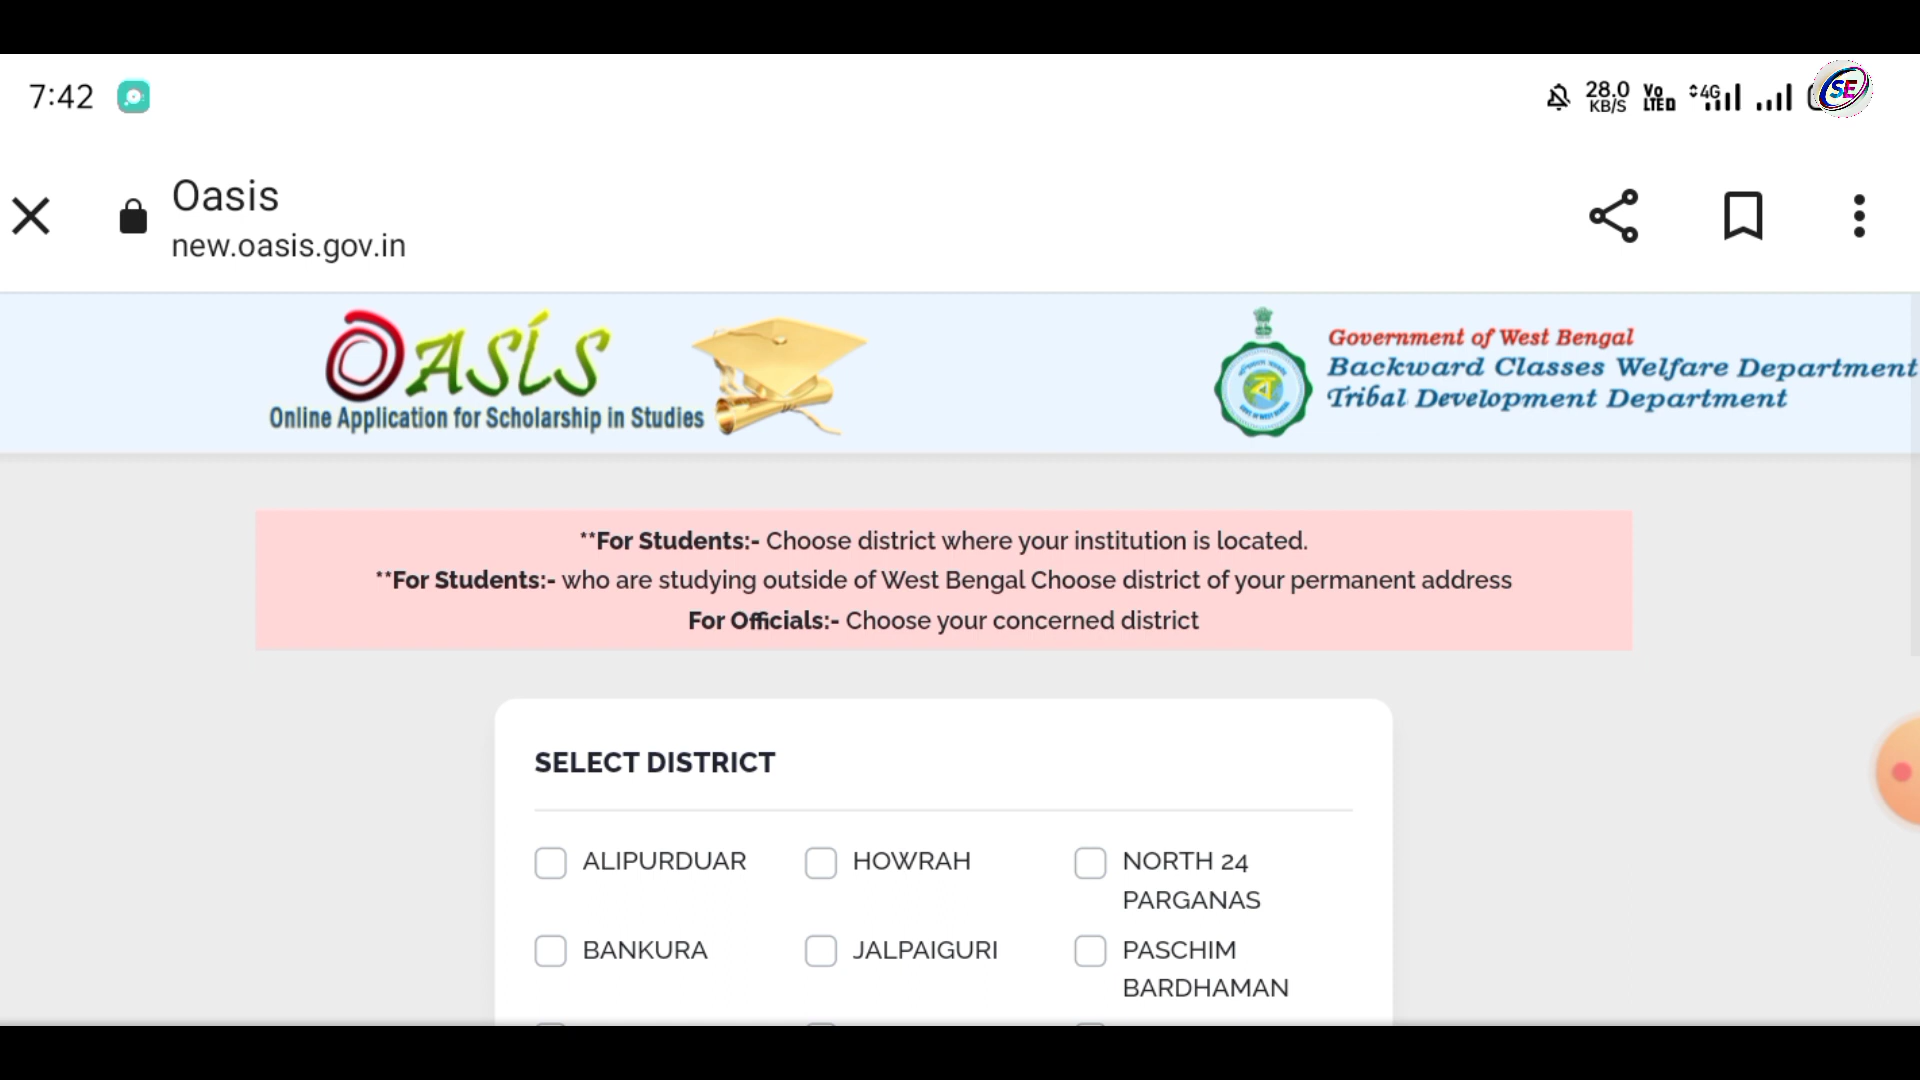 7:42
28.0
KB/S
Vo
LTE
4G
SE
Oasis
new.oasis.gov.in
OASIS
Online Application for Scholarship in Studies
Government of West Bengal
Backward Classes Welfare Department
Tribal Development Department
**For Students:- Choose district where your institution is located.
**For Students:- who are studying outside of West Bengal Choose district of your permanent address
For Officials:- Choose your concerned district
SELECT DISTRICT
ALIPURDUAR
HOWRAH
NORTH 24
PARGANAS
BANKURA
JALPAIGURI
PASCHIM
BARDHAMAN